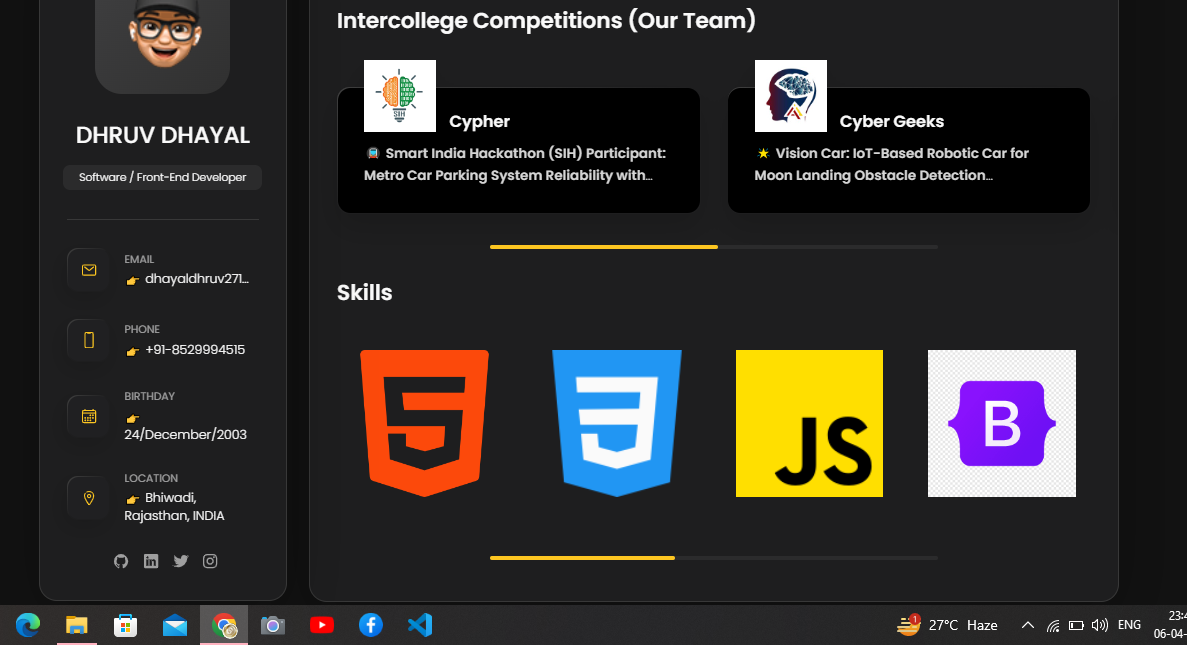 Intercollege Competitions (Our Team)
SIH
Cypher
Smart India Hackathon (SIH) Participant:
Metro Car Parking System Reliability with...
Cyber Geeks
Vision Car: IoT-Based Robotic Car for
Moon Landing Obstacle Detection...
DHRUV DHAYAL
Software / Front-End Developer
EMAIL
dhayaldhruv271...
PHONE
+91-8529994515
BIRTHDAY
24/December/2003
LOCATION
Bhiwadi,
Rajasthan, INDIA
Skills
5
3
JS
B
1
27°C Haze
ENG
23:4
06-04-